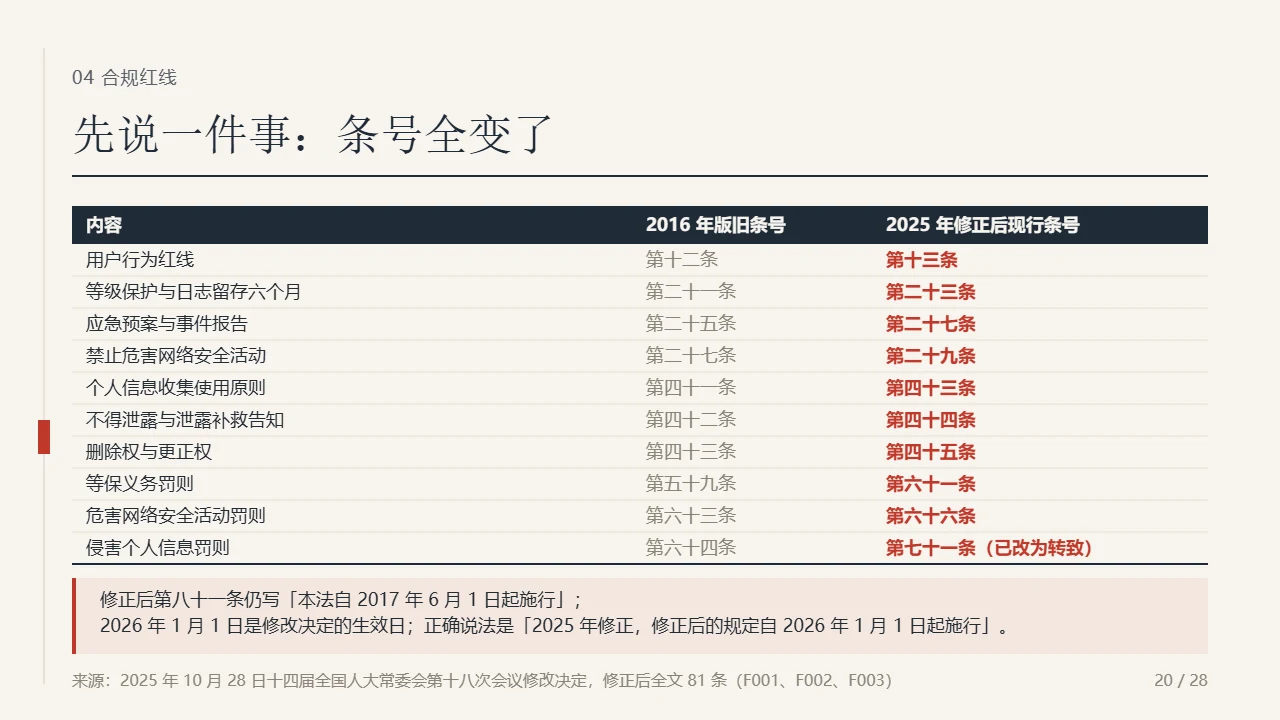 04 合规红线
先说一件事：条号全变了
内容 2016 年版旧条号 2025 年修正后现行条号
用户行为红线 第十二条 第十三条
等级保护与日志留存六个月 第二十一条 第二十三条
应急预案与事件报告 第二十五条 第二十七条
禁止危害网络安全活动 第二十七条 第二十九条
个人信息收集使用原则 第四十一条 第四十三条
不得泄露与泄露补救告知 第四十二条 第四十四条
删除权与更正权 第四十三条 第四十五条
等保义务罚则 第五十九条 第六十一条
危害网络安全活动罚则 第六十三条 第六十六条
侵害个人信息罚则 第六十四条 第七十一条（已改为转致）
修正后第八十一条仍写「本法自 2017 年 6 月 1 日起施行」；
2026 年 1 月 1 日是修改决定的生效日；正确说法是「2025 年修正，修正后的规定自 2026 年 1 月 1 日起施行」。
来源：2025 年 10 月 28 日十四届全国人大常委会第十八次会议修改决定，修正后全文 81 条（F001、F002、F003）
20 / 28